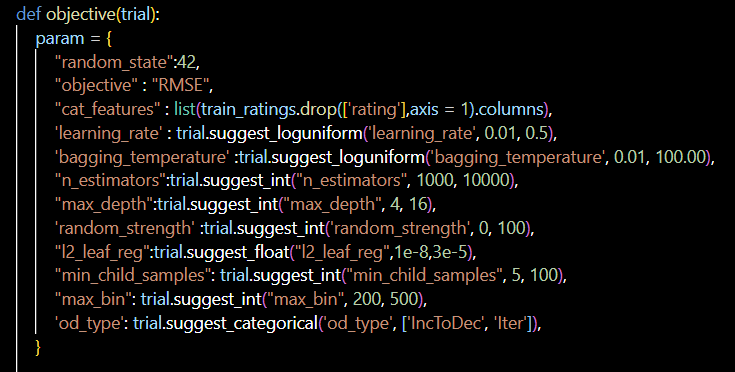 def objective(trial):
param = {
"random_state":42,
"objective" : "RMSE",
"cat_features" : list(train_ratings.drop(['rating'],axis = 1).columns),
'learning_rate' : trial.suggest_loguniform('learning_rate', 0.01, 0.5),
'bagging_temperature' :trial.suggest_loguniform('bagging_temperature', 0.01, 100.00),
"n_estimators":trial.suggest_int("n_estimators", 1000, 10000),
"max_depth":trial.suggest_int("max_depth", 4, 16),
'random_strength' :trial.suggest_int('random_strength', 0, 100),
"l2_leaf_reg":trial.suggest_float("l2_leaf_reg",1e-8,3e-5),
"min_child_samples": trial.suggest_int("min_child_samples", 5, 100),
"max_bin": trial.suggest_int("max_bin", 200, 500),
'od_type': trial.suggest_categorical('od_type', ['IncToDec', 'Iter']),
}